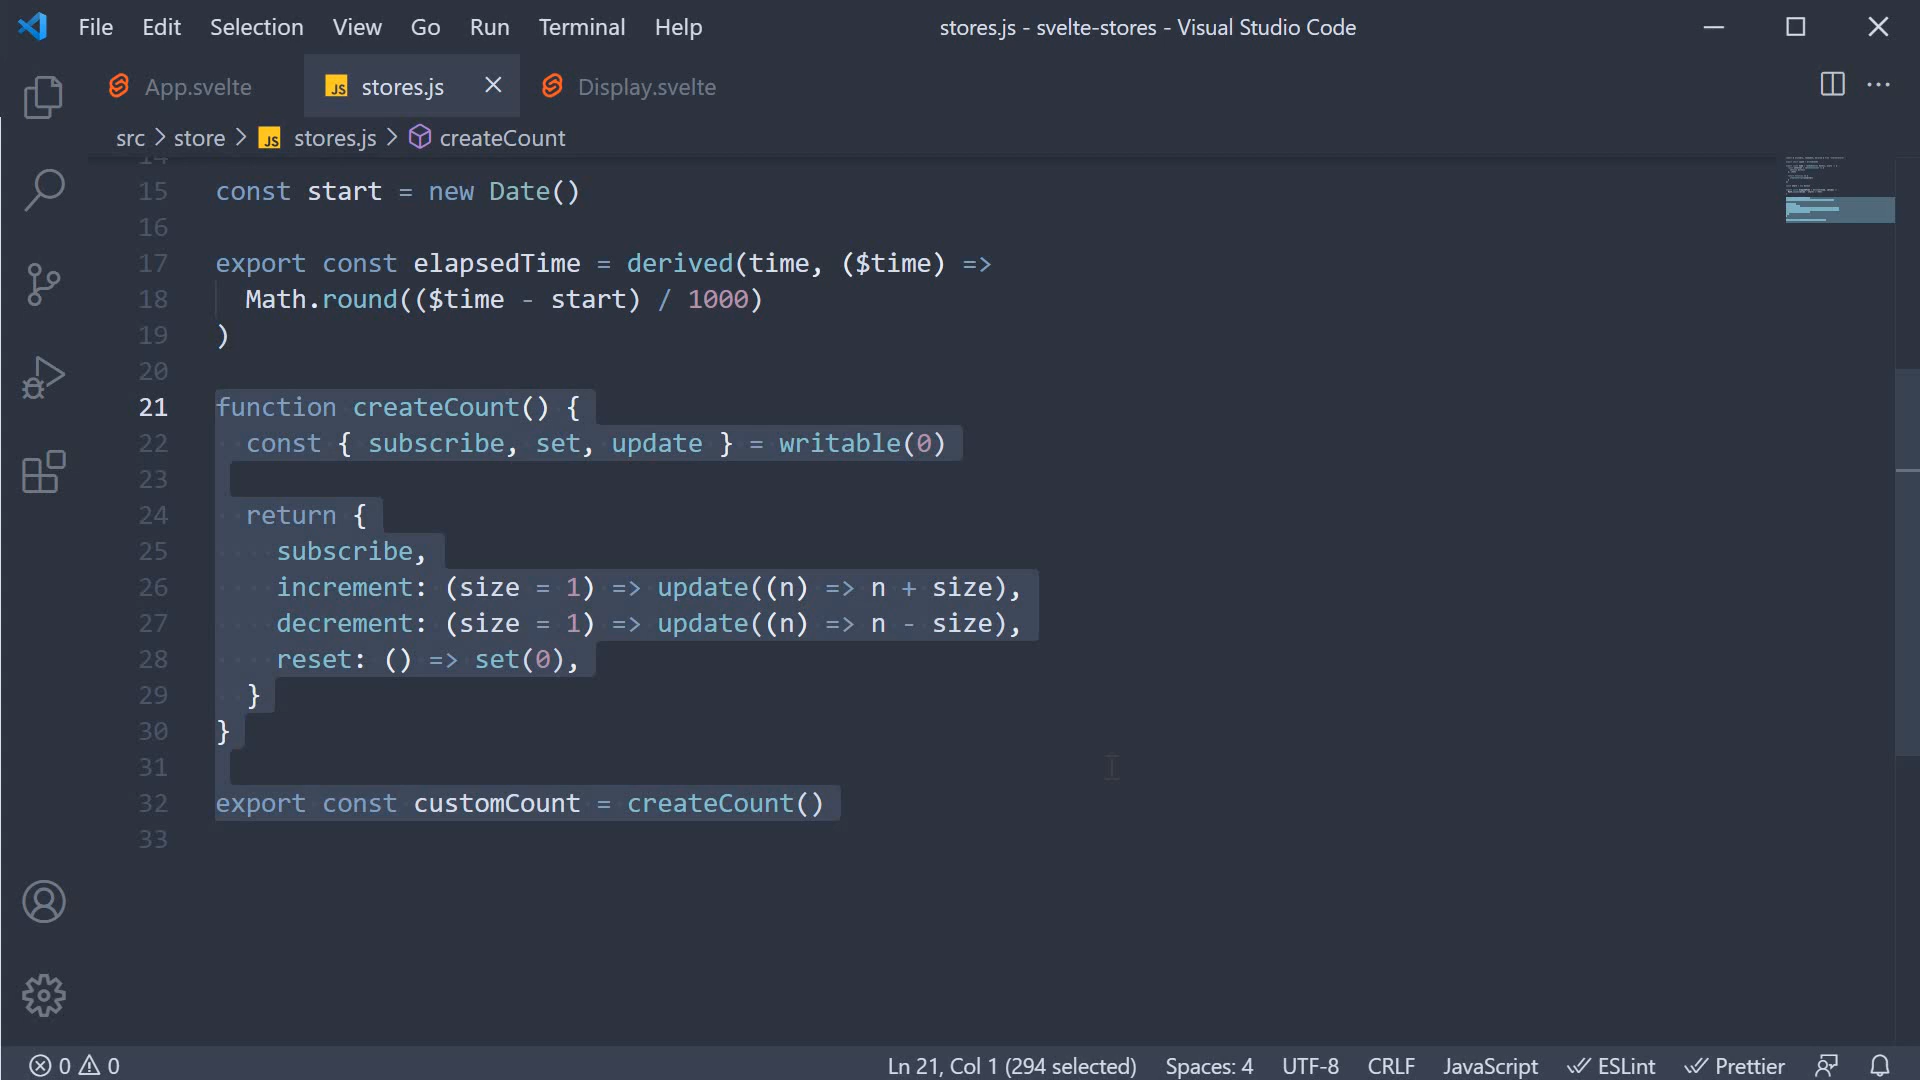 File Edit Selection View Go Run Terminal Help stores.js - svelte-stores - Visual Studio Code
App.svelte JS stores.js Display.svelte
src > store > JS stores.js > createCount
14
15 const start = new Date()
16
17 export const elapsedTime = derived(time, ($time) =>
18 Math.round(($time - start) / 1000)
19 )
20
21 function createCount() {
22 const { subscribe, set, update } = writable(0)
23
24 return {
25 subscribe,
26 increment: (size = 1) => update((n) => n + size),
27 decrement: (size = 1) => update((n) => n - size),
28 reset: () => set(0),
29 }
30 }
31
32 export const customCount = createCount()
33
0 0 Ln 21, Col 1 (294 selected) Spaces: 4 UTF-8 CRLF JavaScript ESLint Prettier